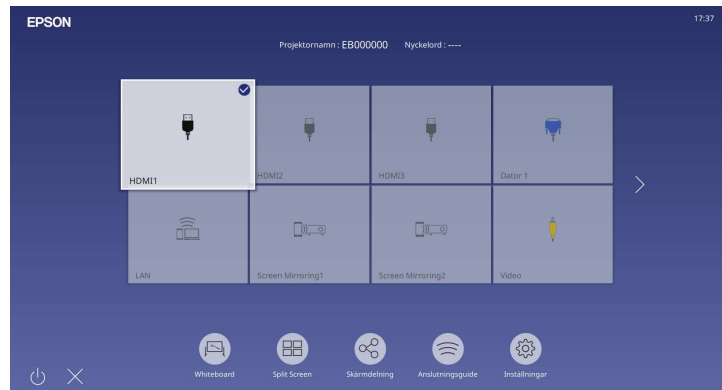 EPSON
17:37
Projektornamn : EB000000 Nyckelord : ----
HDMI1
HDMI2
HDMI3
Dator 1
LAN
Screen Mirroring1
Screen Mirroring2
Video
Whiteboard
Split Screen
Skärmdelning
Anslutningsguide
Inställningar